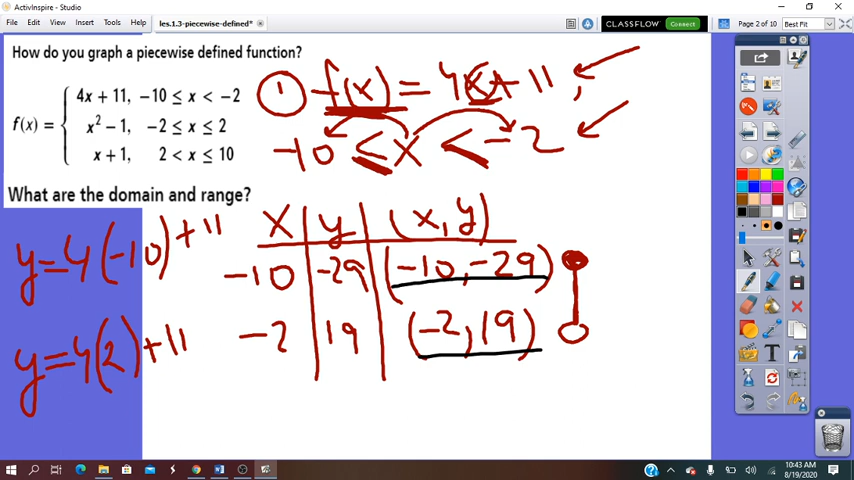 ActivInspire - Studio
File Edit View Insert Tools Help
Page 2 of 10
Best Fit
les.1.3-piecewise-defined*
CLASSFLOW Connect
How do you graph a piecewise defined function?
4x + 11, −10 ≤ x < −2
f(x) = { x² − 1, −2 ≤ x ≤ 2
x + 1, 2 < x ≤ 10
What are the domain and range?
① f(x) = 4x + 11,
-10 ≤ x < -2
x | y | (x, y)
-10 | -29 | (-10, -29)
-2 | 19 | (-2, 19)
y = 4(-10) + 11
y = 4(2) + 11
10:43 AM
8/19/2020